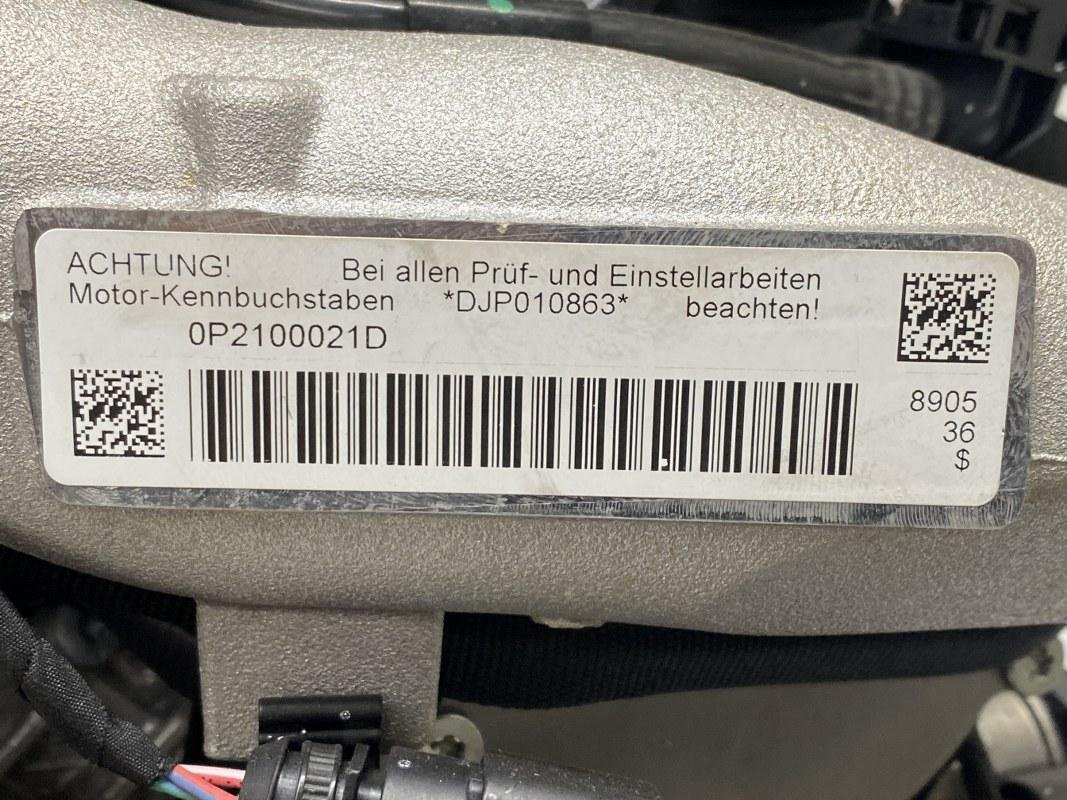 ACHTUNG! Bei allen Prüf- und Einstellarbeiten
Motor-Kennbuchstaben *DJP010863* beachten!
0P2100021D
8905
36
$